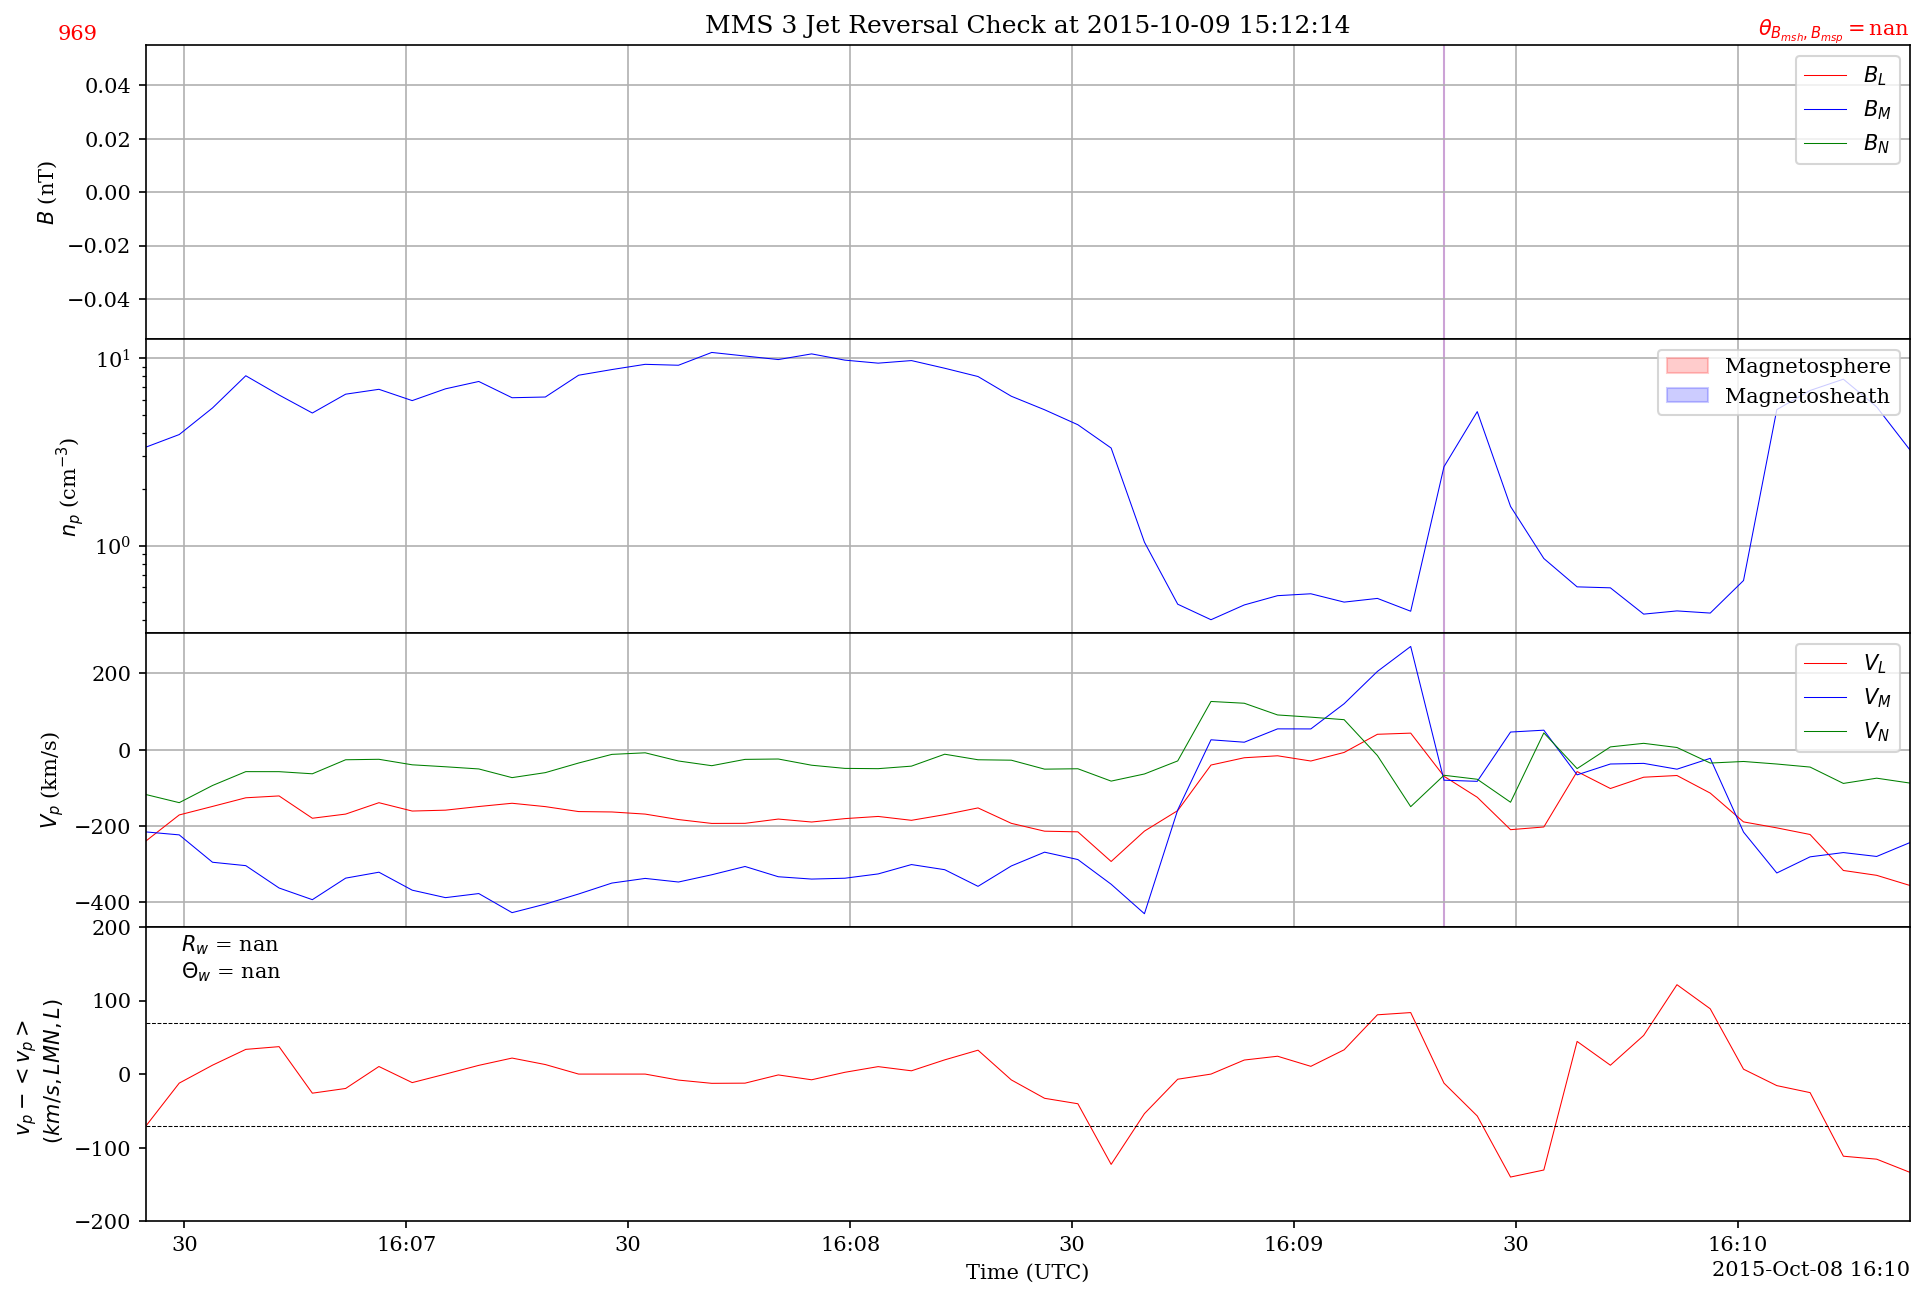 969
MMS 3 Jet Reversal Check at 2015-10-09 15:12:14
θ_{B_{msh}, B_{msp}} = nan
0.04
0.02
0.00
−0.02
−0.04
B (nT)
B_L
B_M
B_N
10^1
10^0
n_p (cm^{−3})
Magnetosphere
Magnetosheath
200
0
−200
−400
V_p (km/s)
V_L
V_M
V_N
200
100
0
−100
−200
v_p − < v_p >
(km/s, LMN, L)
R_w = nan
Θ_w = nan
30
16:07
30
16:08
30
16:09
30
16:10
Time (UTC)
2015-Oct-08 16:10